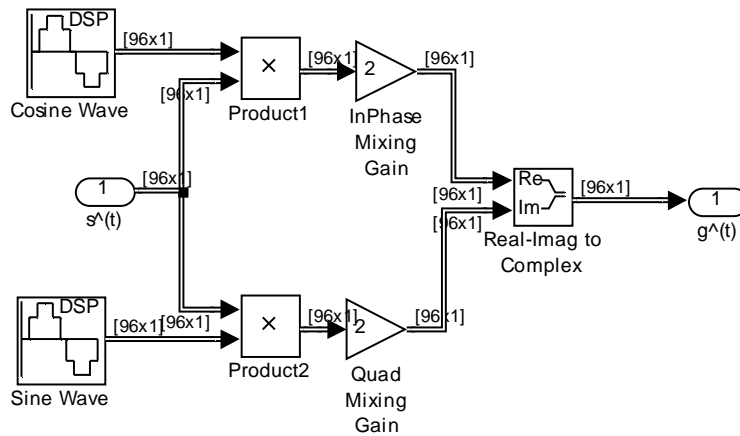 DSP
[96x1]
[96x1]
[96x1]
[96x1]
2
×
[96x1]
Cosine Wave
Product1
InPhase
Mixing
Gain
1
[96x1]
s^(t)
Re
Im
[96x1]
[96x1]
[96x1]
Real-Imag to
Complex
1
g^(t)
DSP
[96x1]
[96x1]
[96x1]
[96x1]
×
2
Sine Wave
Product2
Quad
Mixing
Gain